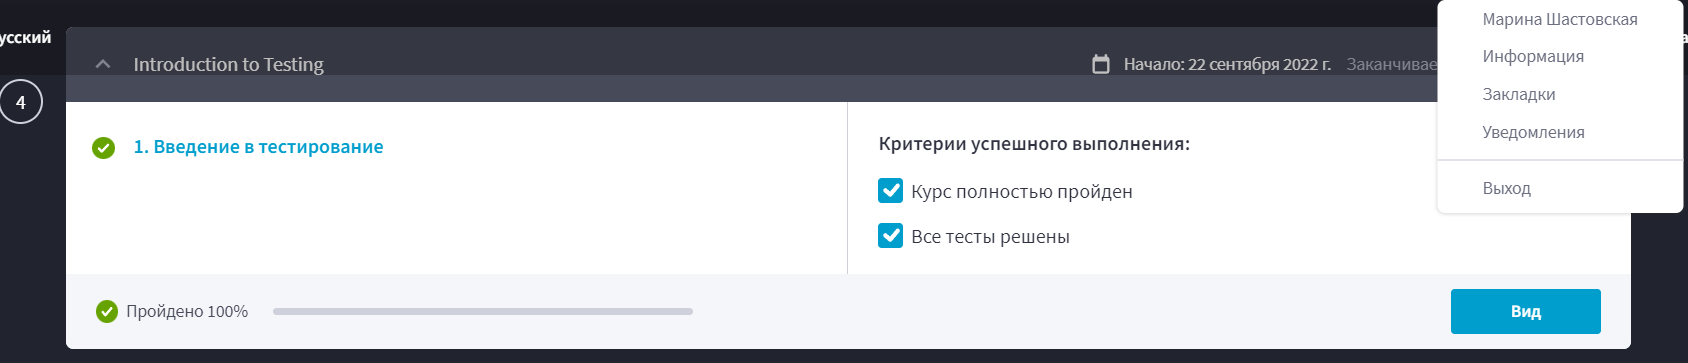 усский
Introduction to Testing
Начало: 22 сентября 2022 г.
4
1. Введение в тестирование
Критерии успешного выполнения:
Курс полностью пройден
Все тесты решены
Пройдено 100%
Вид
Марина Шастовская
Информация
Закладки
Уведомления
Выход